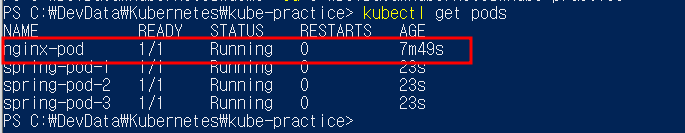 PS C:₩DevData₩Kubernetes₩kube-practice> kubectl get pods
NAME READY STATUS RESTARTS AGE
nginx-pod 1/1 Running 0 7m49s
spring-pod-1 1/1 Running 0 23s
spring-pod-2 1/1 Running 0 23s
spring-pod-3 1/1 Running 0 23s
PS C:₩DevData₩Kubernetes₩kube-practice>